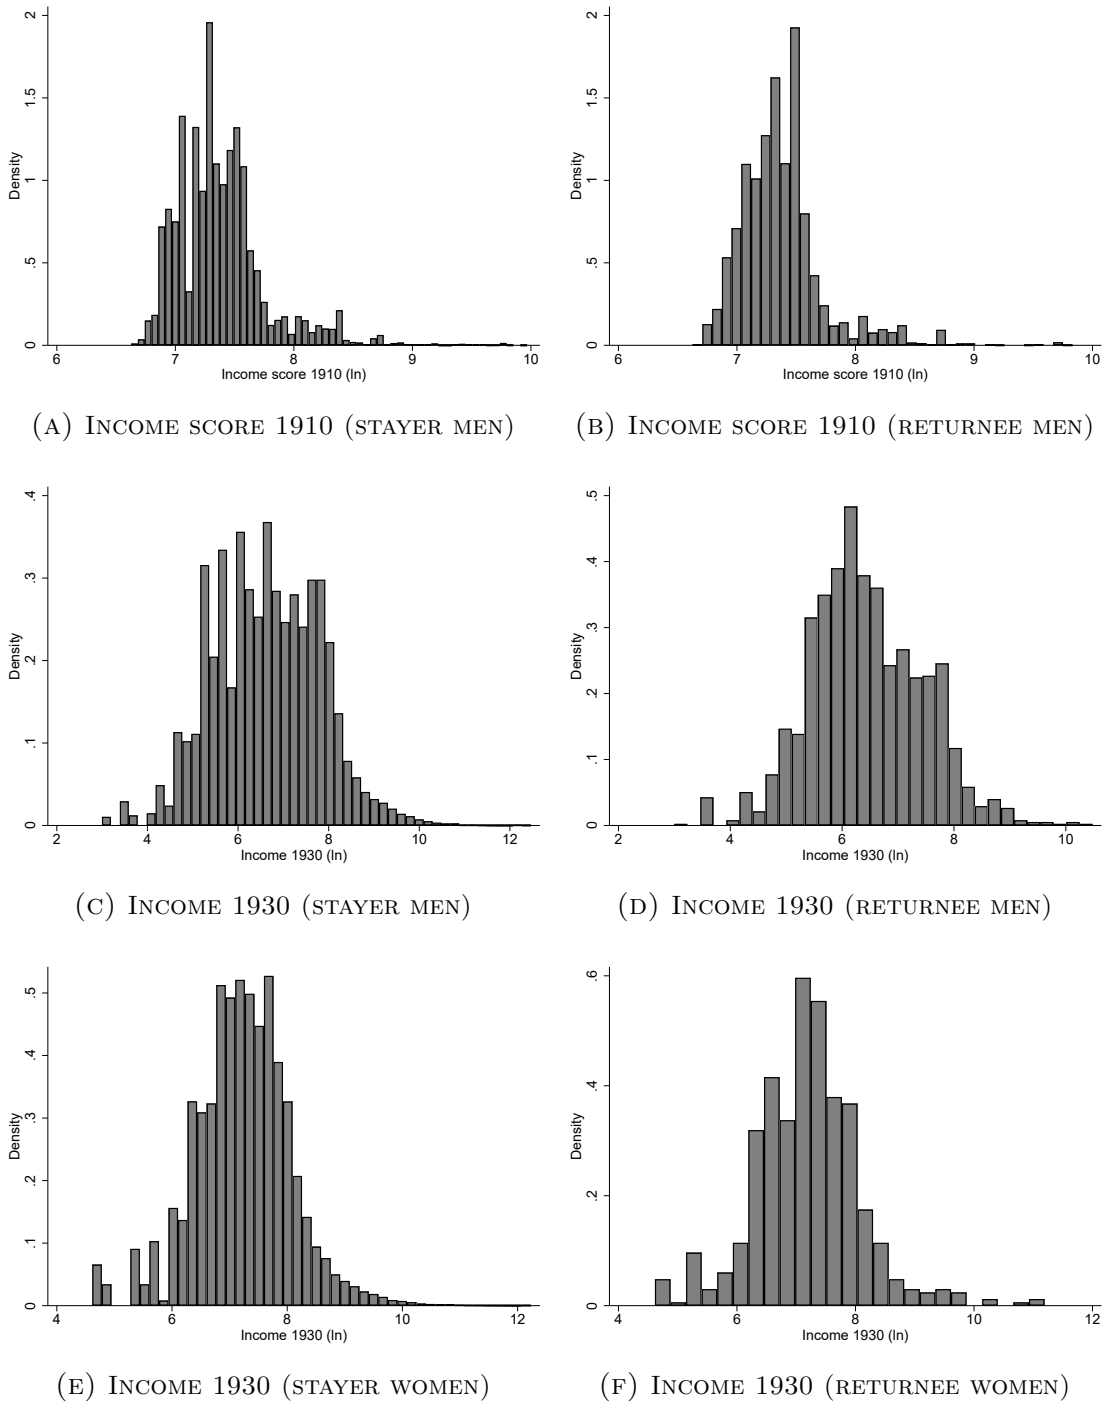 2
1.5
1
.5
0
Density
6 7 8 9 10
Income score 1910 (ln)
(A) Income score 1910 (stayer men)
2
1.5
1
.5
0
Density
6 7 8 9 10
Income score 1910 (ln)
(B) Income score 1910 (returnee men)
.4
.3
.2
.1
0
Density
2 4 6 8 10 12
Income 1930 (ln)
(C) Income 1930 (stayer men)
.5
.4
.3
.2
.1
0
Density
2 4 6 8 10
Income 1930 (ln)
(D) Income 1930 (returnee men)
.5
.4
.3
.2
.1
0
Density
4 6 8 10 12
Income 1930 (ln)
(E) Income 1930 (stayer women)
.6
.4
.2
0
Density
4 6 8 10 12
Income 1930 (ln)
(F) Income 1930 (returnee women)